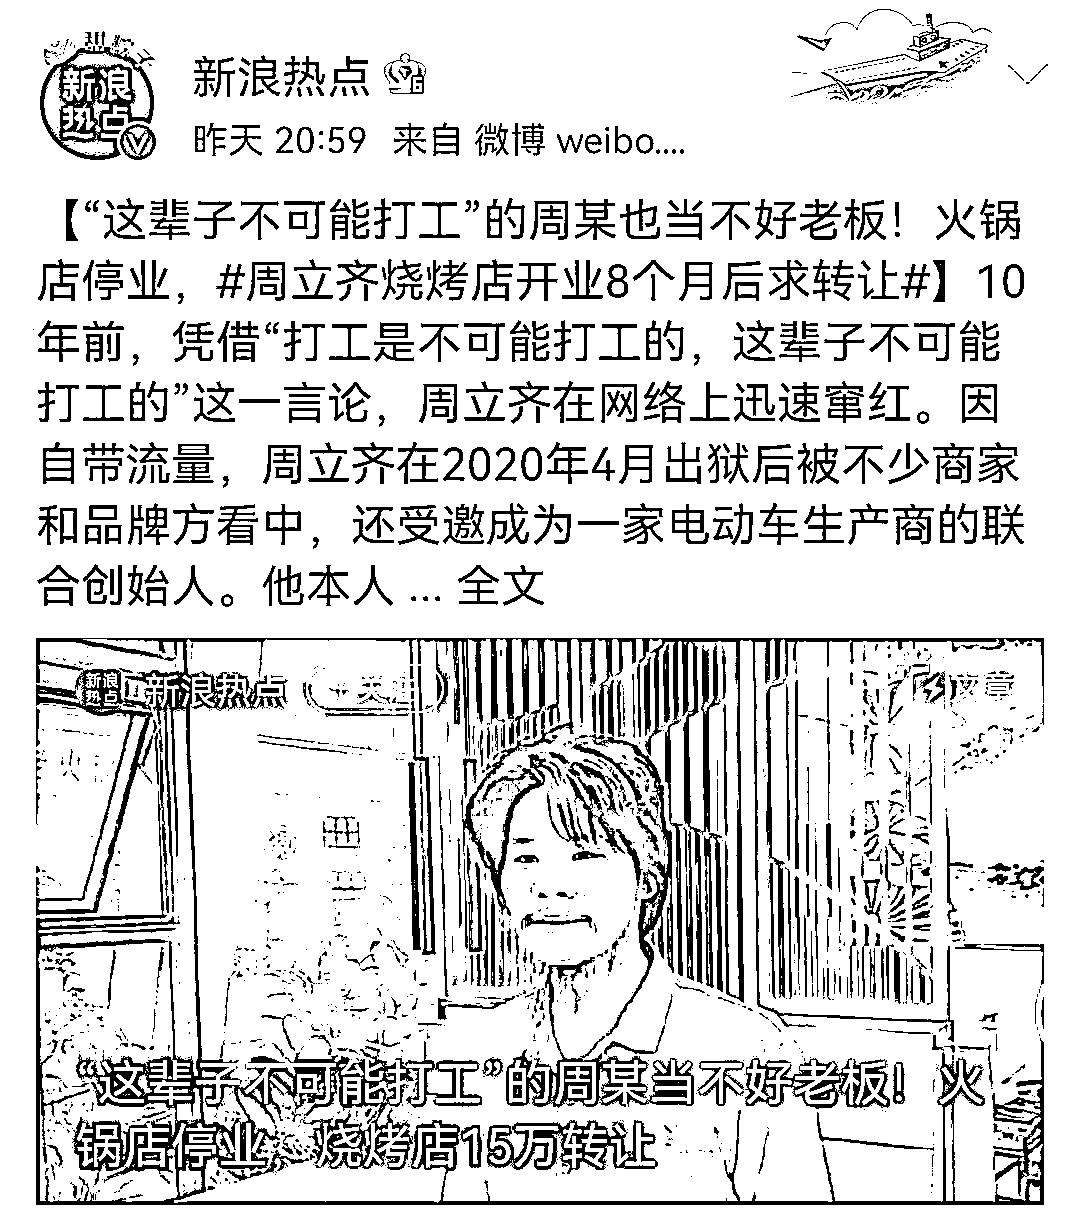 新浪热点
新浪热点
昨天 20:59 来自 微博 weibo....
【“这辈子不可能打工”的周某也当不好老板！火锅
店停业，#周立齐烧烤店开业8个月后求转让#】10
年前，凭借“打工是不可能打工的，这辈子不可能
打工的”这一言论，周立齐在网络上迅速窜红。因
自带流量，周立齐在2020年4月出狱后被不少商家
和品牌方看中，还受邀成为一家电动车生产商的联
合创始人。他本人 ... 全文
新浪热点 新浪热点 + 关注 文章
“这辈子不可能打工”的周某当不好老板！火
锅店停业、烧烤店15万转让